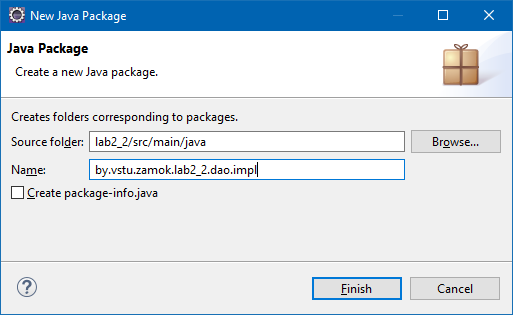 New Java Package
Java Package
Create a new Java package.
Creates folders corresponding to packages.
Source folder: lab2_2/src/main/java Browse...
Name: by.vstu.zamok.lab2_2.dao.impl
Create package-info.java
? Finish Cancel